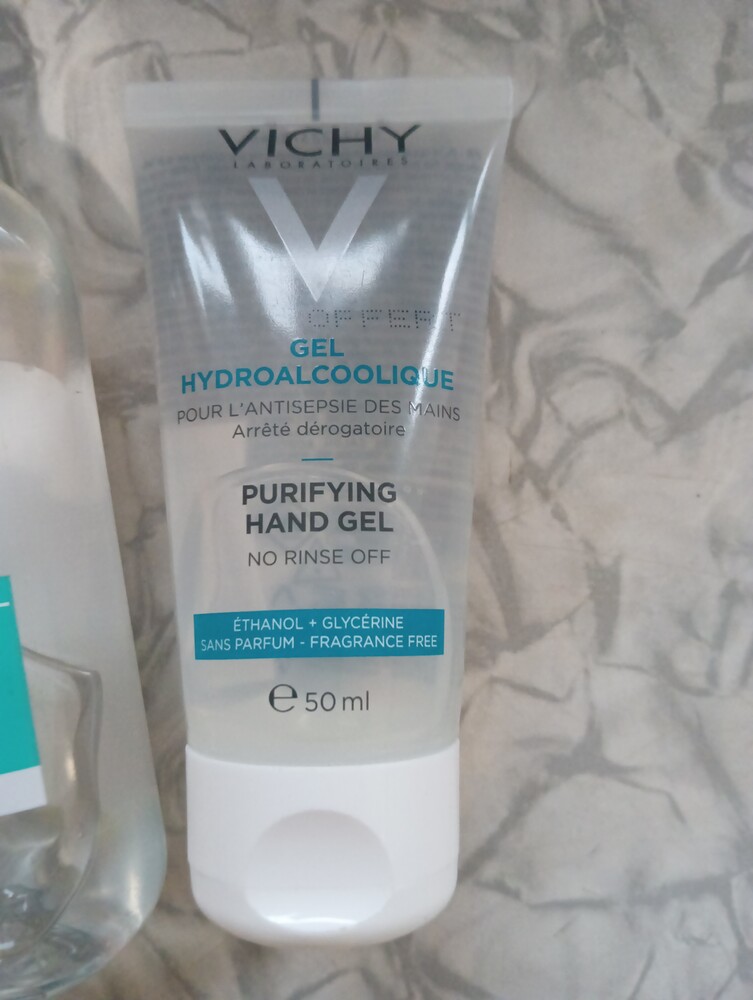 VICHY
LABORATOIRES
OFFERT
GEL
HYDROALCOOLIQUE
POUR L'ANTISEPSIE DES MAINS
Arrêté dérogatoire
PURIFYING
HAND GEL
NO RINSE OFF
ÉTHANOL + GLYCÉRINE
SANS PARFUM - FRAGRANCE FREE
e 50 ml